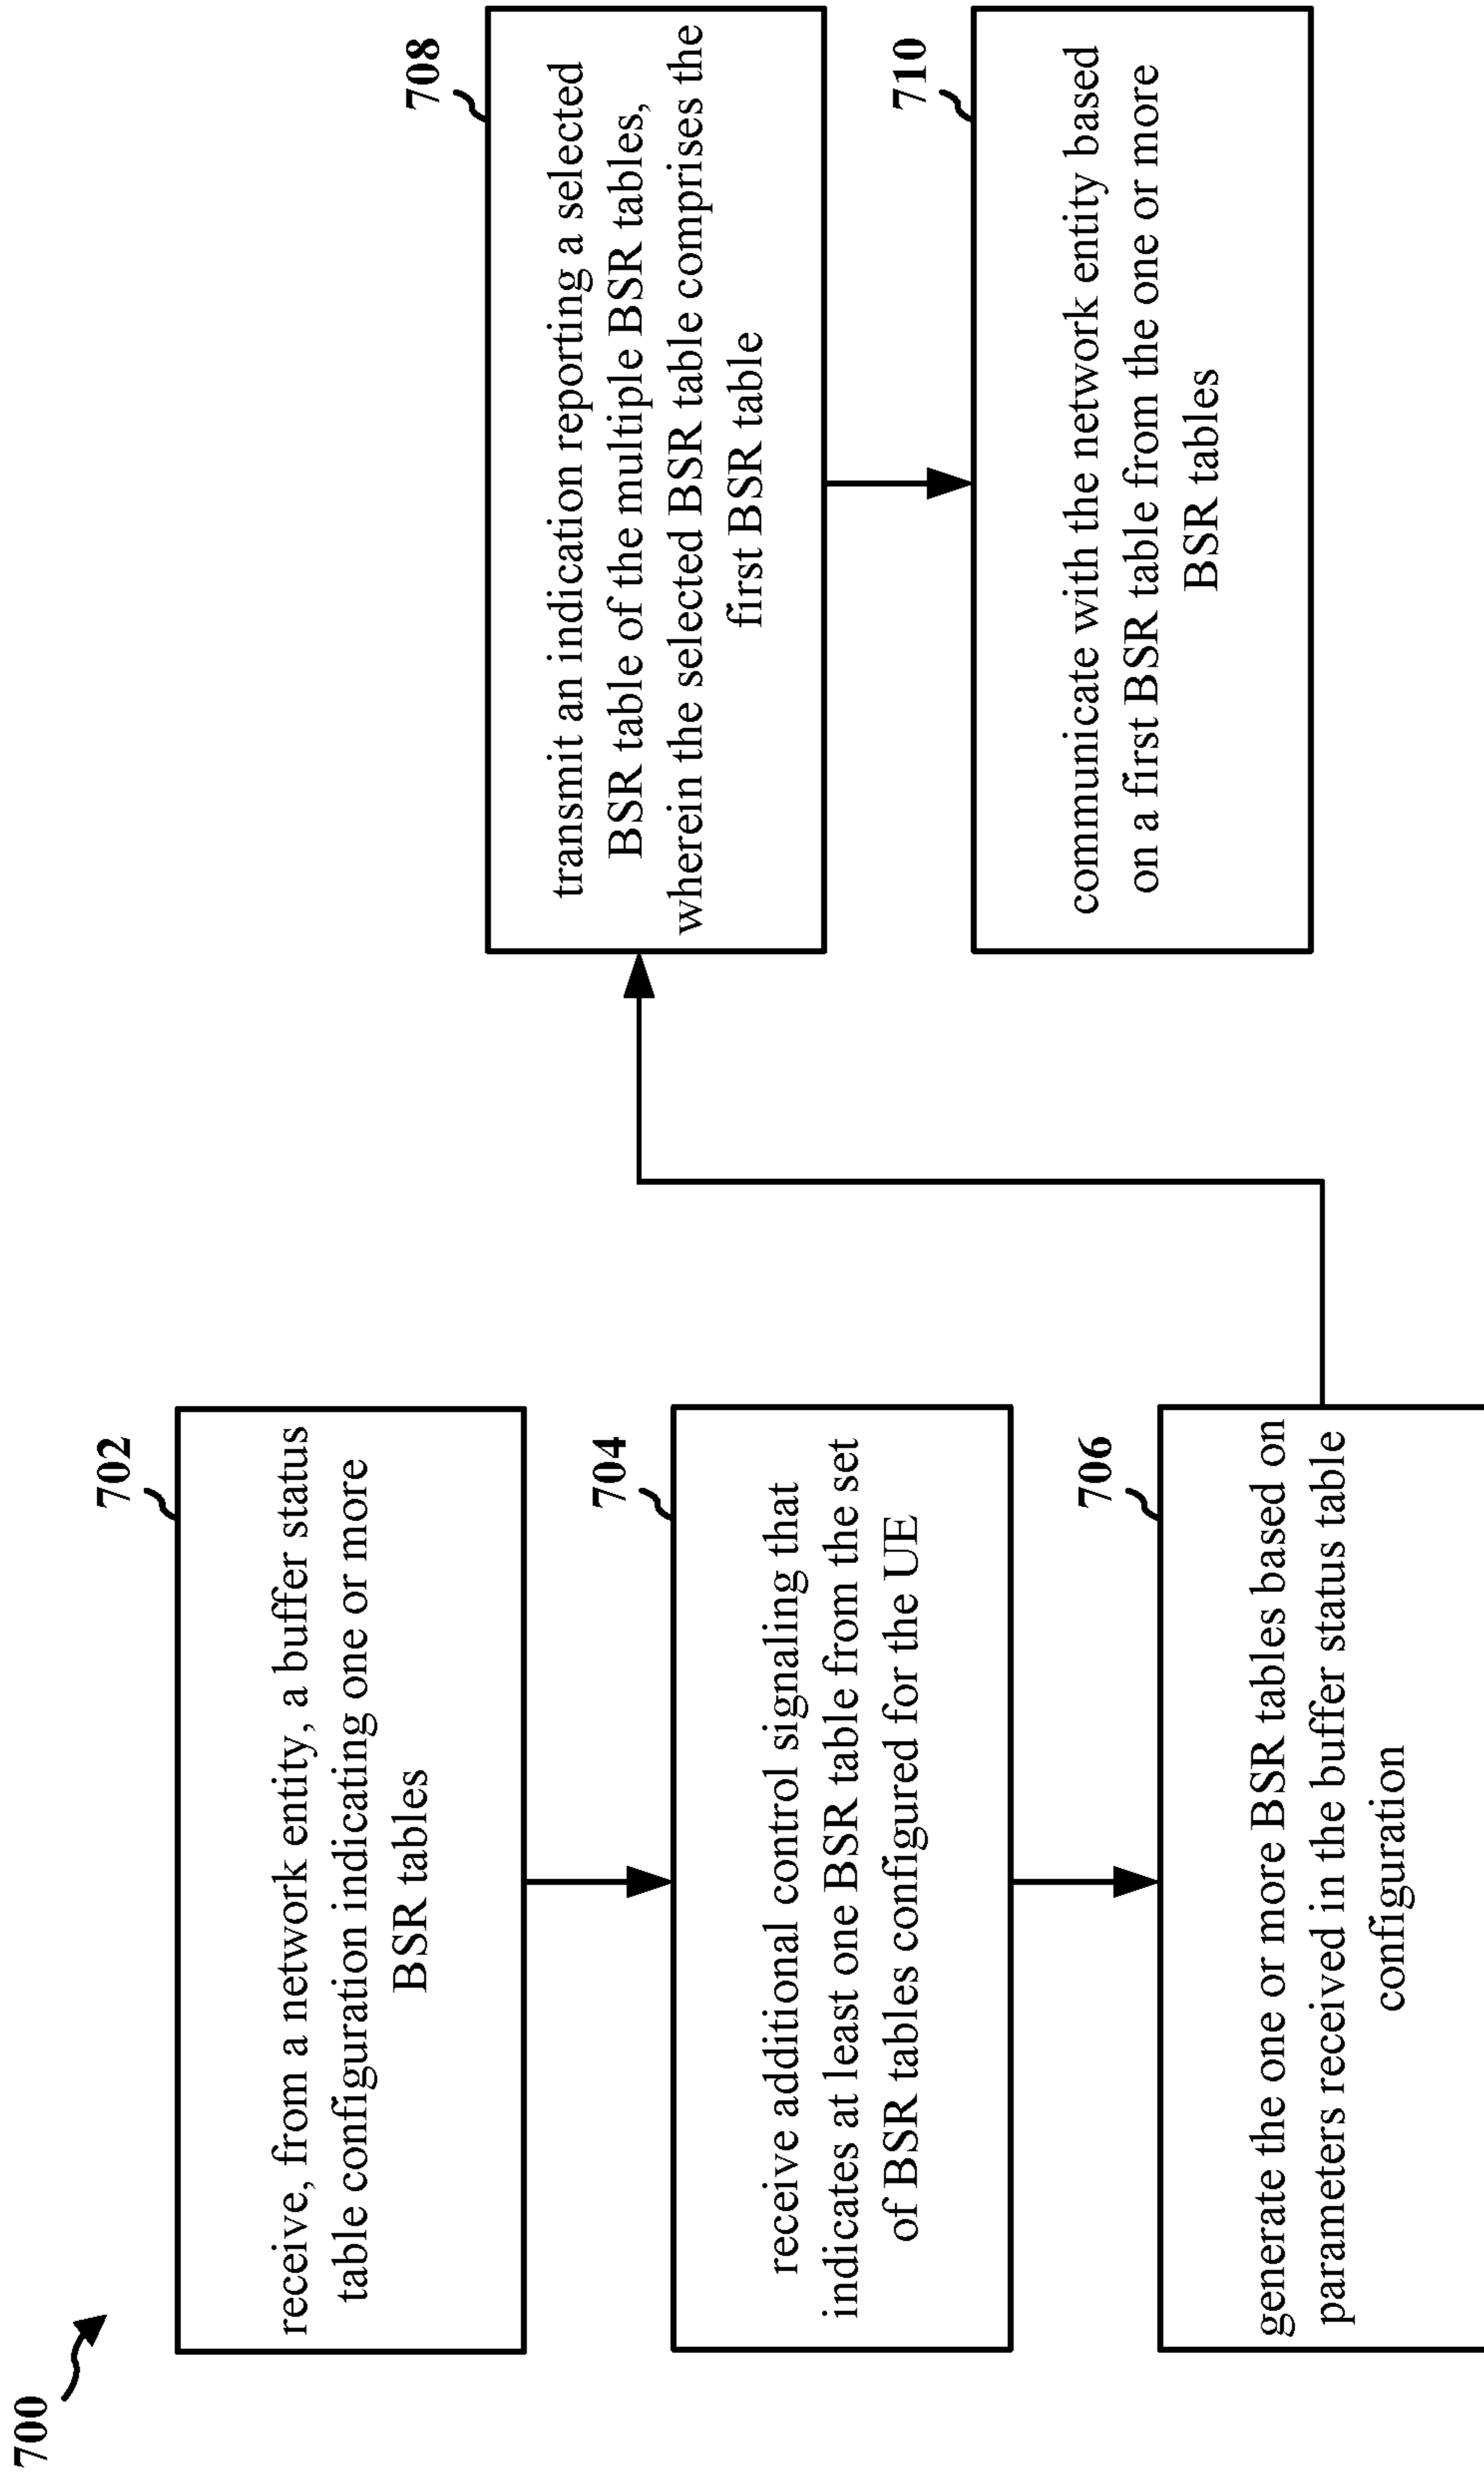 700
702
receive, from a network entity, a buffer status
table configuration indicating one or more
BSR tables
704
receive additional control signaling that
indicates at least one BSR table from the set
of BSR tables configured for the UE
706
generate the one or more BSR tables based on
parameters received in the buffer status table
configuration
708
transmit an indication reporting a selected
BSR table of the multiple BSR tables,
wherein the selected BSR table comprises the
first BSR table
710
communicate with the network entity based
on a first BSR table from the one or more
BSR tables